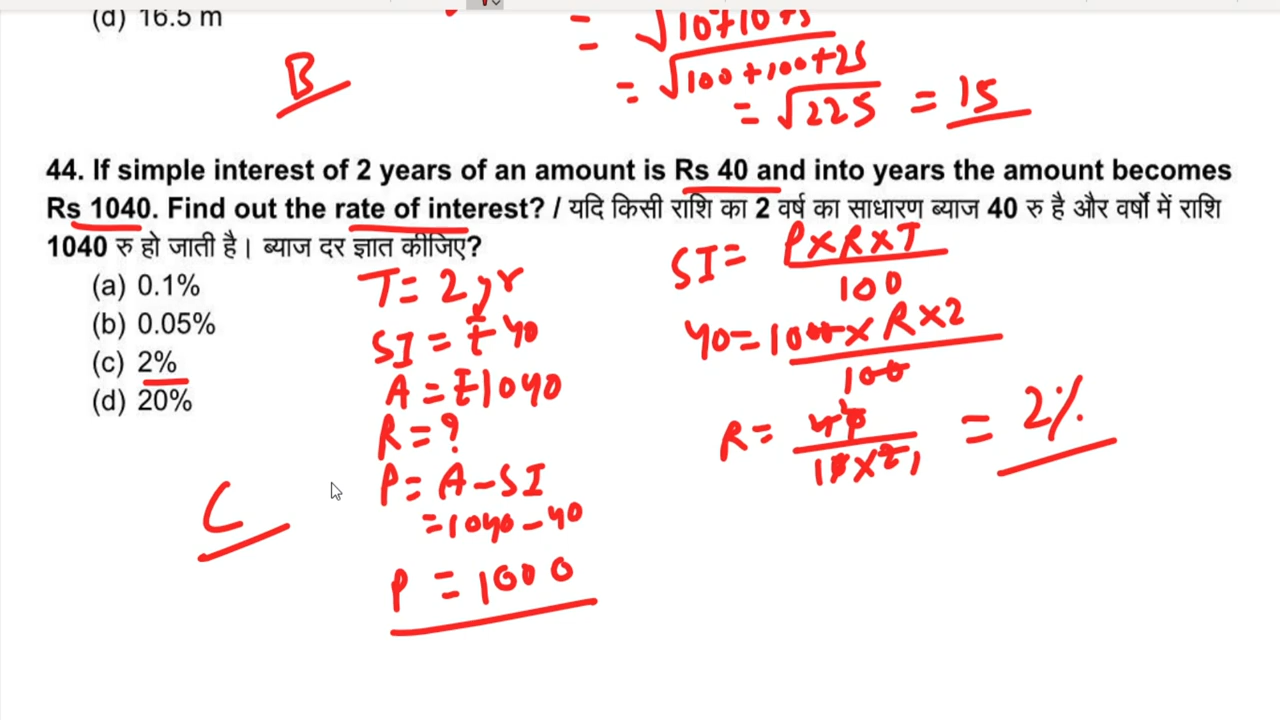 (d) 16.5 m
= √10²+10²+5²
= √100+100+25
= √225 = 15
B
44. If simple interest of 2 years of an amount is Rs 40 and into years the amount becomes
Rs 1040. Find out the rate of interest? / यदि किसी राशि का 2 वर्ष का साधारण ब्याज 40 रु है और वर्षो में राशि
1040 रु हो जाती है। ब्याज दर ज्ञात कीजिए?
(a) 0.1%
(b) 0.05%
(c) 2%
(d) 20%
C
T = 2 yr
SI = ₹ 40
A = ₹1040
R = ?
P = A - SI
= 1040 - 40
P = 1000
SI = P×R×T
100
40 = 1000 × R×2
100
R = 40
10×2
= 2%